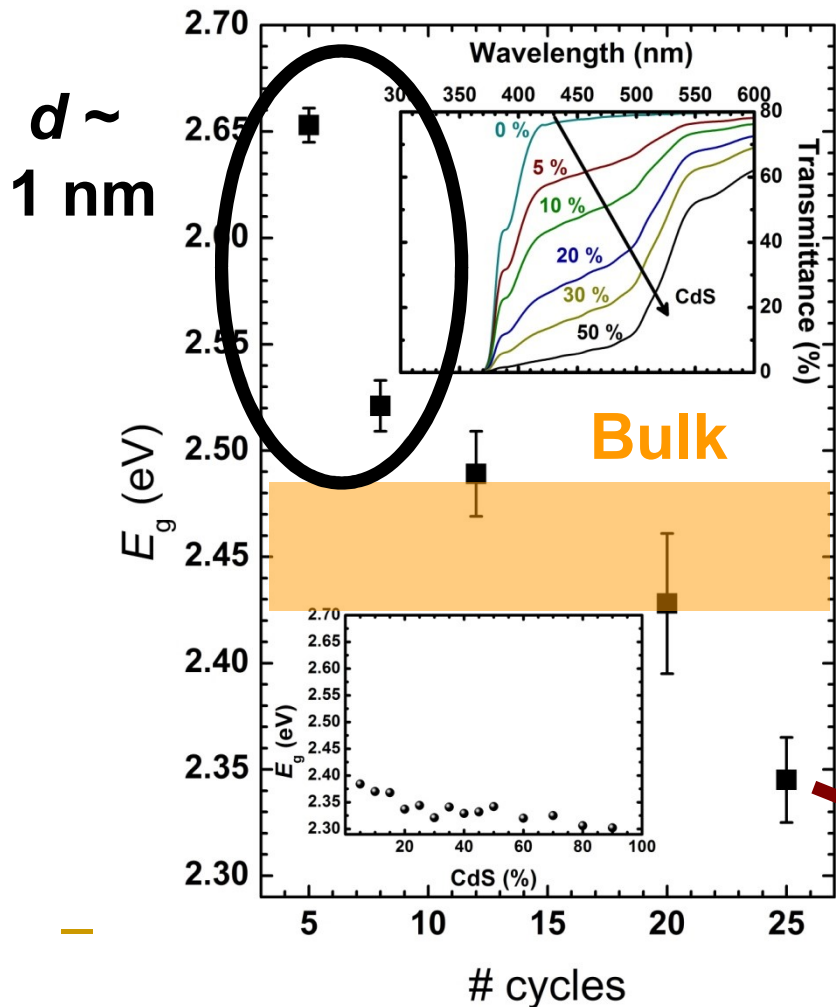 d ~
1 nm
2.70
2.65
2.60
2.55
2.50
2.45
2.40
2.35
2.30
E_g (eV)
5
10
15
20
25
# cycles
Bulk
Wavelength (nm)
300 350 400 450 500 550 600
80
60
40
20
0
Transmittance (%)
0 %
5 %
10 %
20 %
30 %
50 %
CdS
2.70
2.65
2.60
2.55
2.50
2.45
2.40
2.35
2.30
E_g (eV)
20 40 60 80 100
CdS (%)